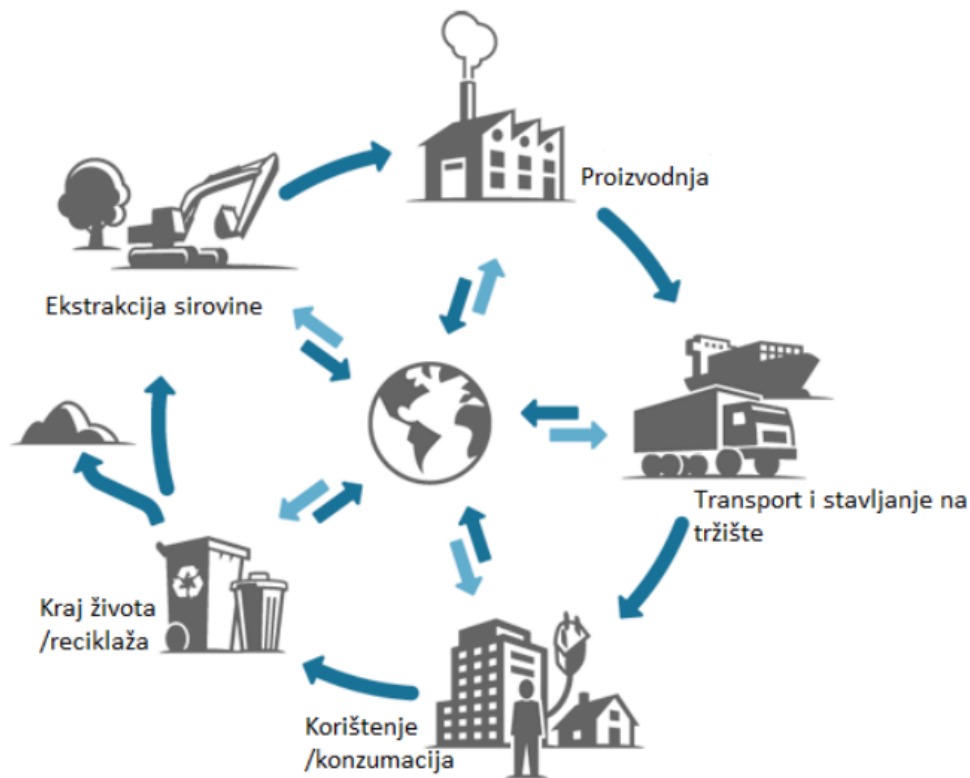 Proizvodnja
Ekstrakcija sirovine
Transport i stavljanje na
tržište
Kraj života
/reciklaža
Korištenje
/konzumacija